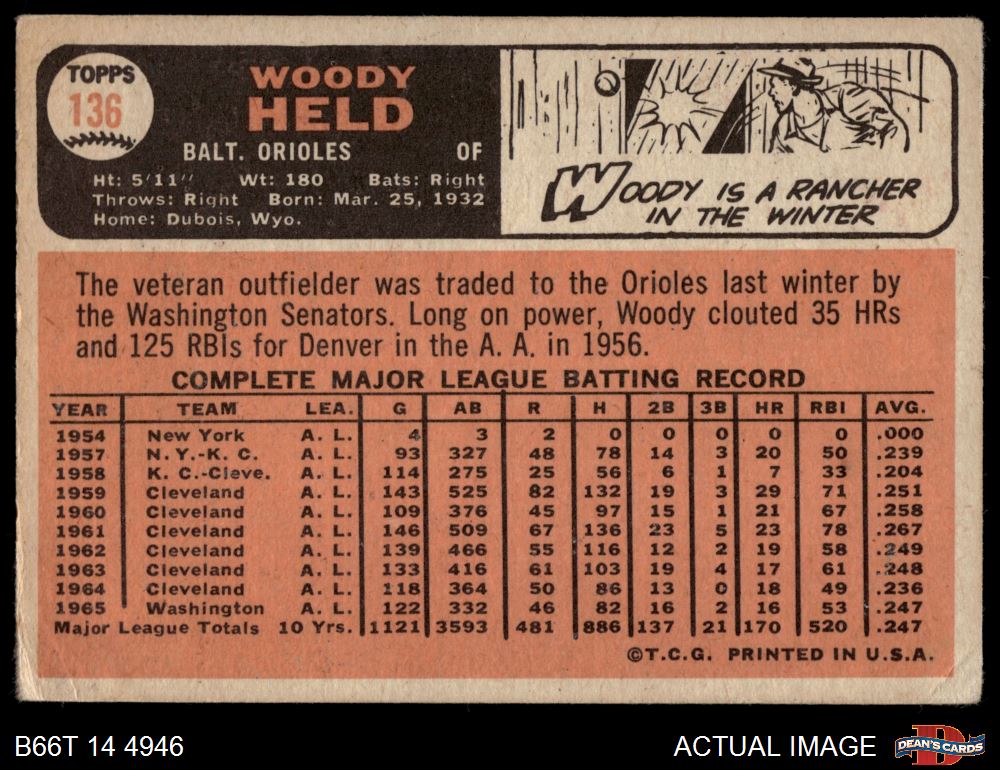 TOPPS
136
WOODY
HELD
BALT. ORIOLES OF
Ht: 5'11" Wt: 180 Bats: Right
Throws: Right Born: Mar. 25, 1932
Home: Dubois, Wyo.
WOODY IS A RANCHER
IN THE WINTER
The veteran outfielder was traded to the Orioles last winter by
the Washington Senators. Long on power, Woody clouted 35 HRs
and 125 RBIs for Denver in the A. A. in 1956.
COMPLETE MAJOR LEAGUE BATTING RECORD
YEAR TEAM LEA. G AB R H 2B 3B HR RBI AVG.
1954 New York A. L. 4 3 2 0 0 0 0 0 .000
1957 N. Y.-K. C. A. L. 93 327 48 78 14 3 20 50 .239
1958 K. C.-Cleve. A. L. 114 275 25 56 6 1 7 33 .204
1959 Cleveland A. L. 143 525 82 132 19 3 29 71 .251
1960 Cleveland A. L. 109 376 45 97 15 1 21 67 .258
1961 Cleveland A. L. 146 509 67 136 23 5 23 78 .267
1962 Cleveland A. L. 139 466 55 116 12 2 19 58 .249
1963 Cleveland A. L. 133 416 61 103 19 4 17 61 .248
1964 Cleveland A. L. 118 364 50 86 13 0 18 49 .236
1965 Washington A. L. 122 332 46 82 16 2 16 53 .247
Major League Totals 10 Yrs. 1121 3593 481 886 137 21 170 520 .247
©T.C.G. PRINTED IN U.S.A.
B66T 14 4946
ACTUAL IMAGE
DEAN'S CARDS